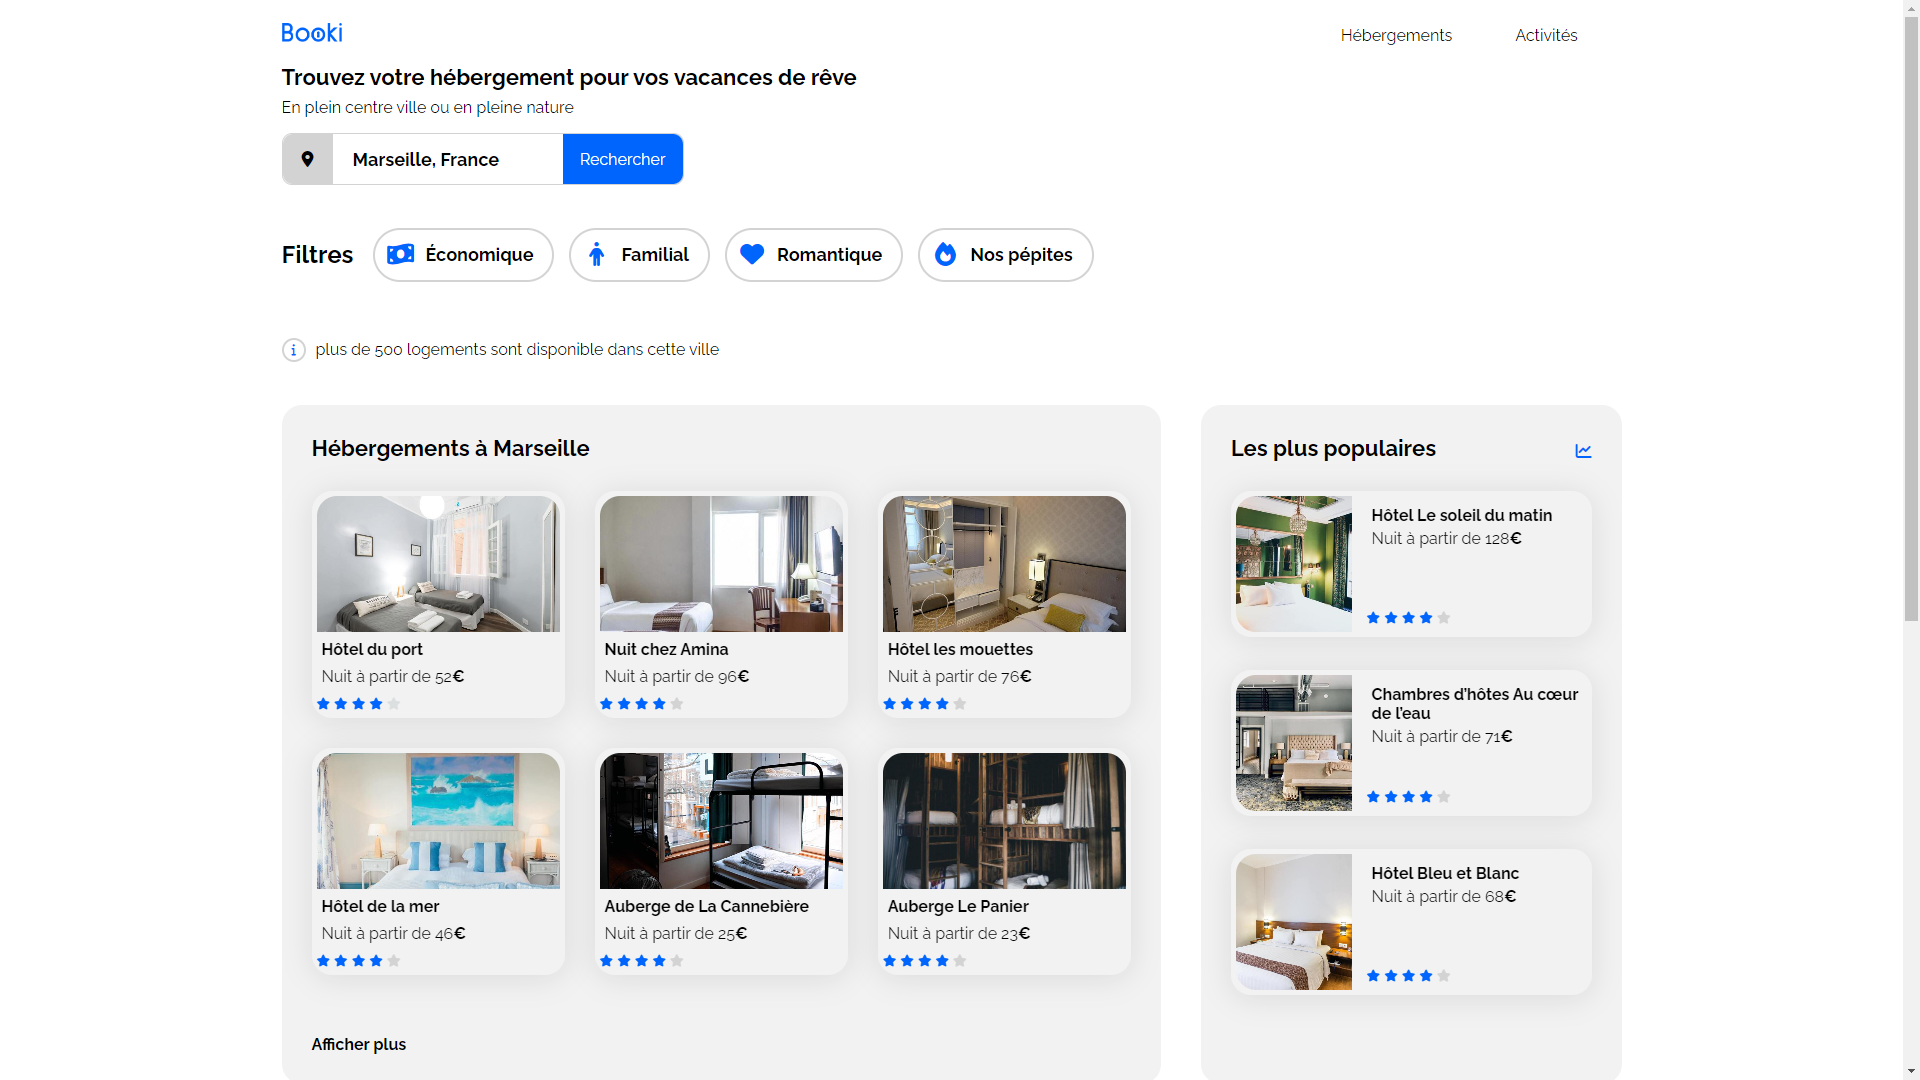 Booki
Hébergements
Activités
Trouvez votre hébergement pour vos vacances de rêve
En plein centre ville ou en pleine nature
Marseille, France
Rechercher
Filtres
Économique
Familial
Romantique
Nos pépites
plus de 500 logements sont disponible dans cette ville
Hébergements à Marseille
Hôtel du port
Nuit à partir de 52€
Nuit chez Amina
Nuit à partir de 96€
Hôtel les mouettes
Nuit à partir de 76€
Hôtel de la mer
Nuit à partir de 46€
Auberge de La Cannebière
Nuit à partir de 25€
Auberge Le Panier
Nuit à partir de 23€
Afficher plus
Les plus populaires
Hôtel Le soleil du matin
Nuit à partir de 128€
Chambres d’hôtes Au cœur
de l’eau
Nuit à partir de 71€
Hôtel Bleu et Blanc
Nuit à partir de 68€